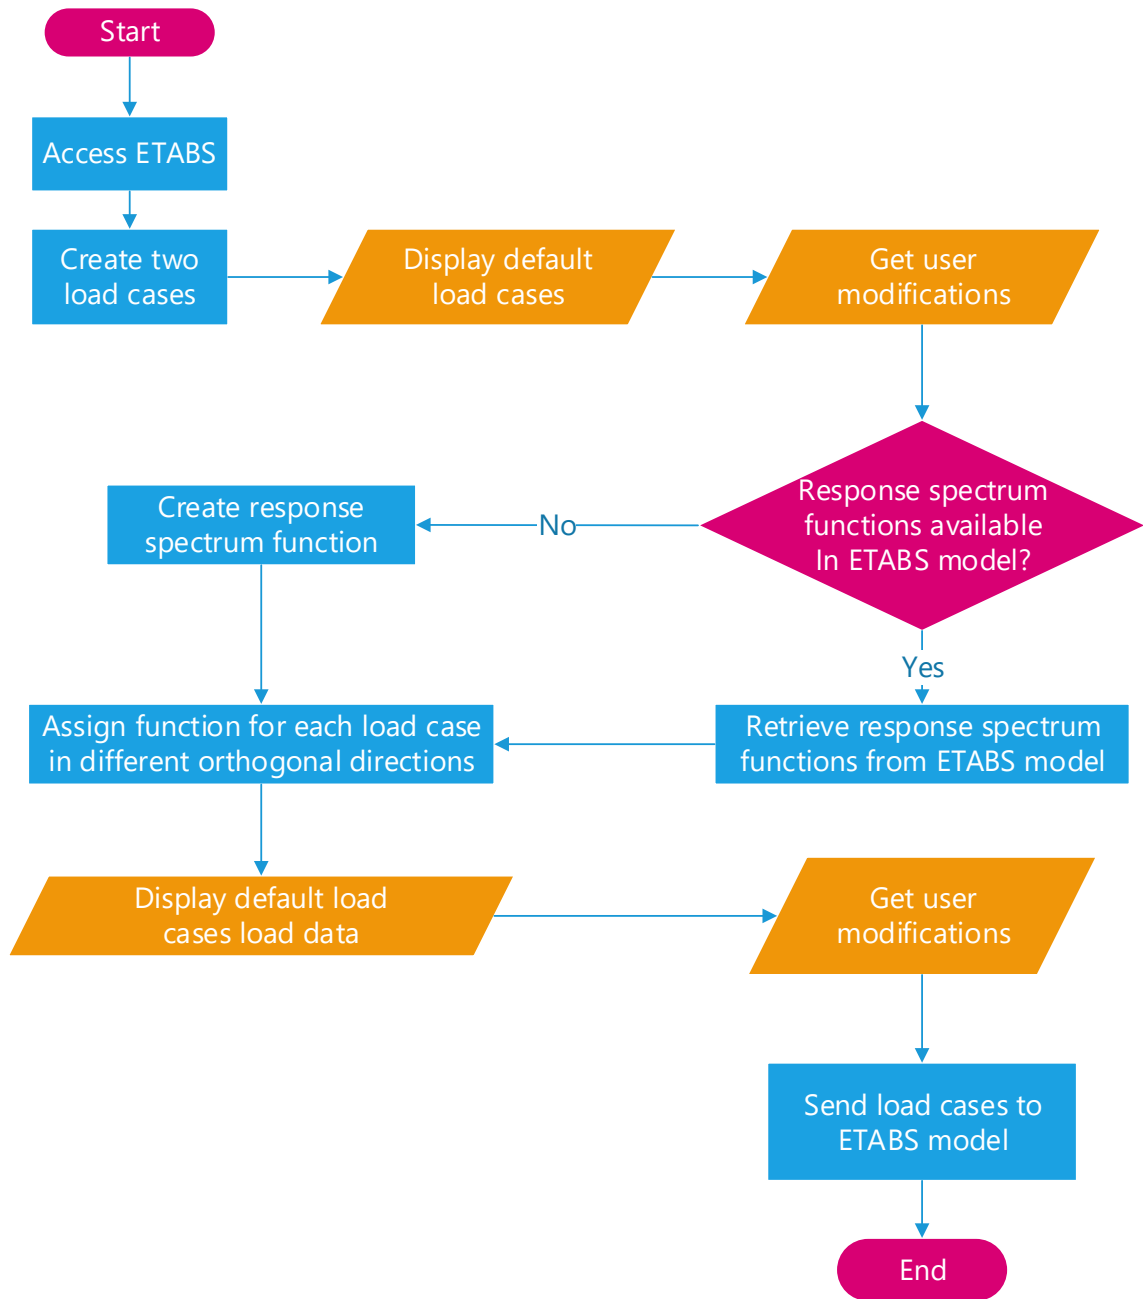 Start
Access ETABS
Create two
load cases
Display default
load cases
Get user
modifications
Response spectrum
functions available
In ETABS model?
No
Create response
spectrum function
Yes
Assign function for each load case
in different orthogonal directions
Retrieve response spectrum
functions from ETABS model
Display default load
cases load data
Get user
modifications
Send load cases to
ETABS model
End